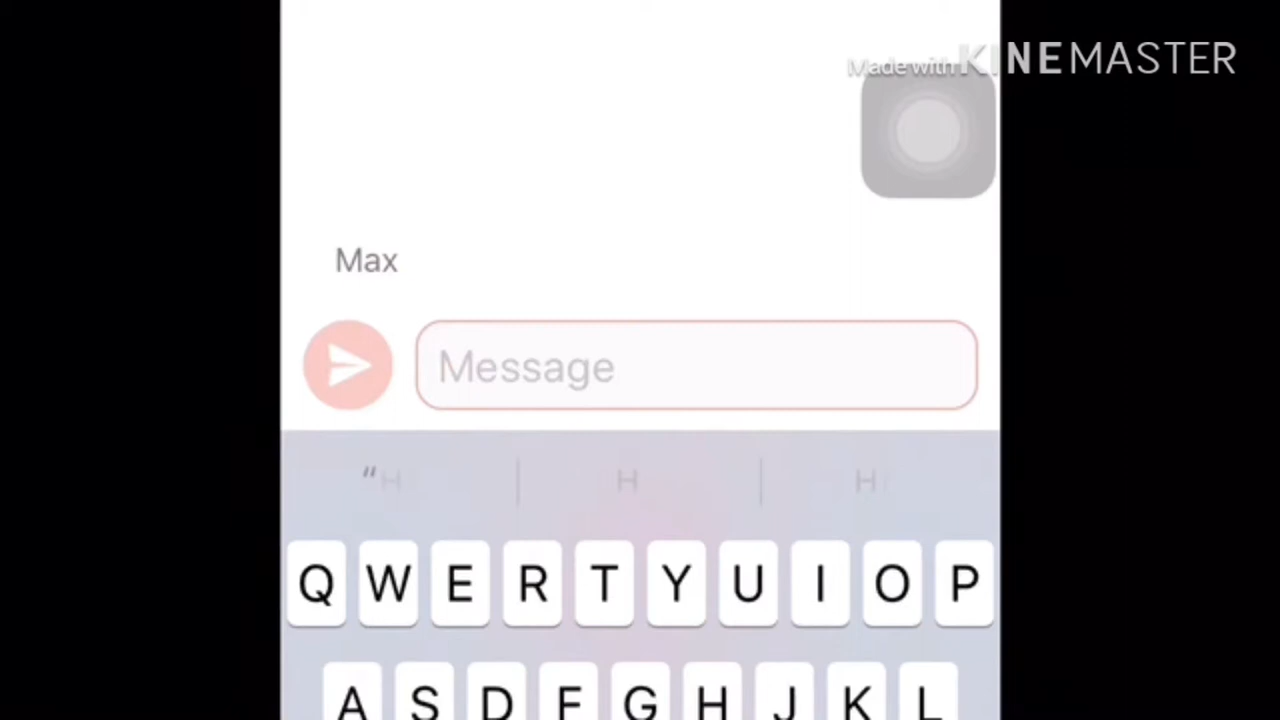 Made with KINEMASTER
Max
Message
“H H H
Q W E R T Y U I O P
A S D F G H J K L